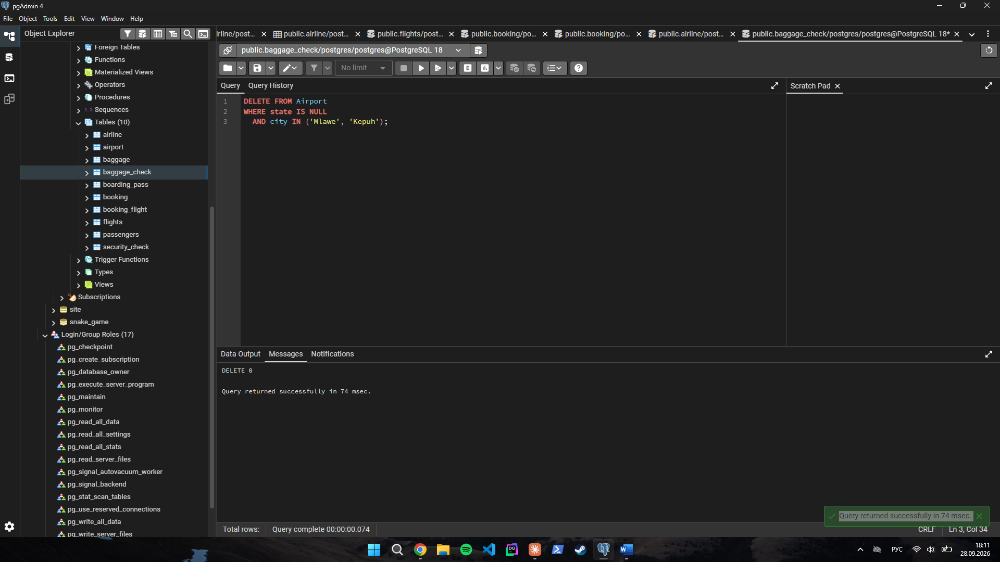 pgAdmin 4
File Object Tools Edit View Window Help
Object Explorer
irline/post...
public.airline/post...
public.flights/post...
public.booking/po...
public.booking/po...
public.airline/post...
public.baggage_check/postgres/postgres@PostgreSQL 18*
public.baggage_check/postgres/postgres@PostgreSQL 18
No limit
E
Query Query History
Scratch Pad
1 DELETE FROM Airport
2 WHERE state IS NULL
3 AND city IN ('Mlawe', 'Kepuh');
Foreign Tables
Functions
Materialized Views
Operators
Procedures
1..3 Sequences
Tables (10)
airline
airport
baggage
baggage_check
boarding_pass
booking
booking_flight
flights
passengers
security_check
Trigger Functions
Types
Views
Subscriptions
site
snake_game
Login/Group Roles (17)
pg_checkpoint
pg_create_subscription
pg_database_owner
pg_execute_server_program
pg_maintain
pg_monitor
pg_read_all_data
pg_read_all_settings
pg_read_all_stats
pg_read_server_files
pg_signal_autovacuum_worker
pg_signal_backend
pg_stat_scan_tables
pg_use_reserved_connections
pg_write_all_data
pg_write_server_files
Data Output Messages Notifications
DELETE 0
Query returned successfully in 74 msec.
Query returned successfully in 74 msec.
Total rows: Query complete 00:00:00.074
CRLF Ln 3, Col 34
DG
РУС
18:11
28.09.2026